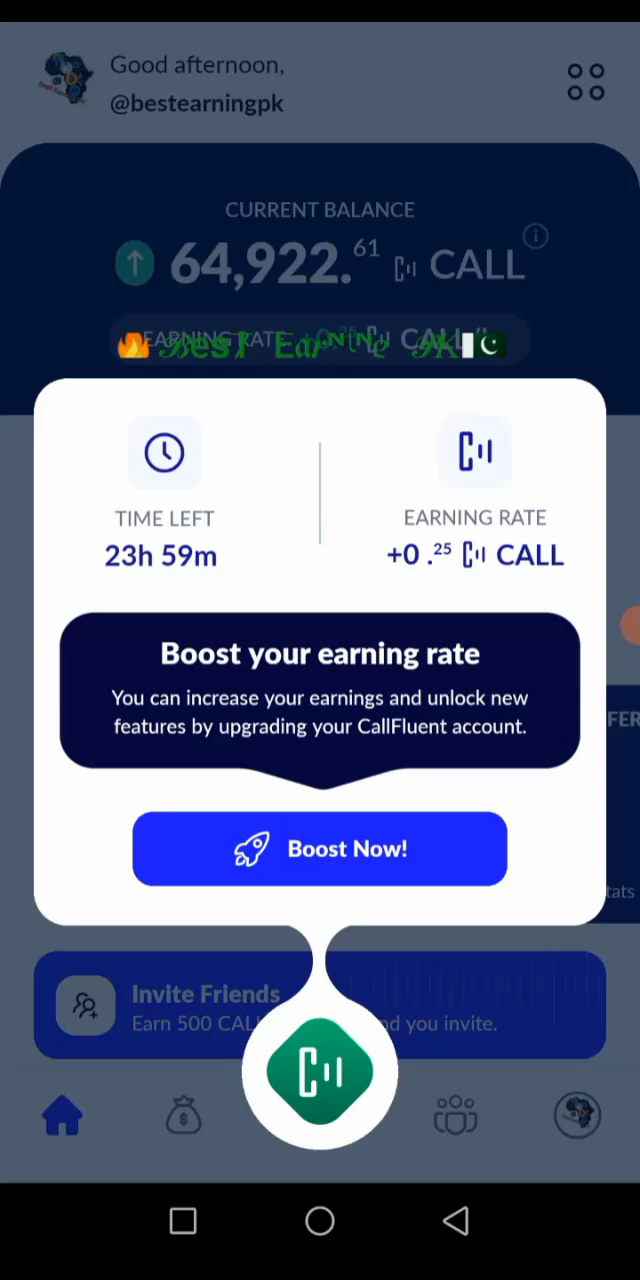 Good afternoon,
@bestearningpk
CURRENT BALANCE
64,922.61 CALL
EARNING RATE +0.25 CALL
🔥 Best Earning PK 🇵🇰
TIME LEFT
EARNING RATE
23h 59m
+0 .25 CALL
Boost your earning rate
You can increase your earnings and unlock new
features by upgrading your CallFluent account.
Boost Now!
tats
Invite Friends
Earn 500 CALL
nd you invite.